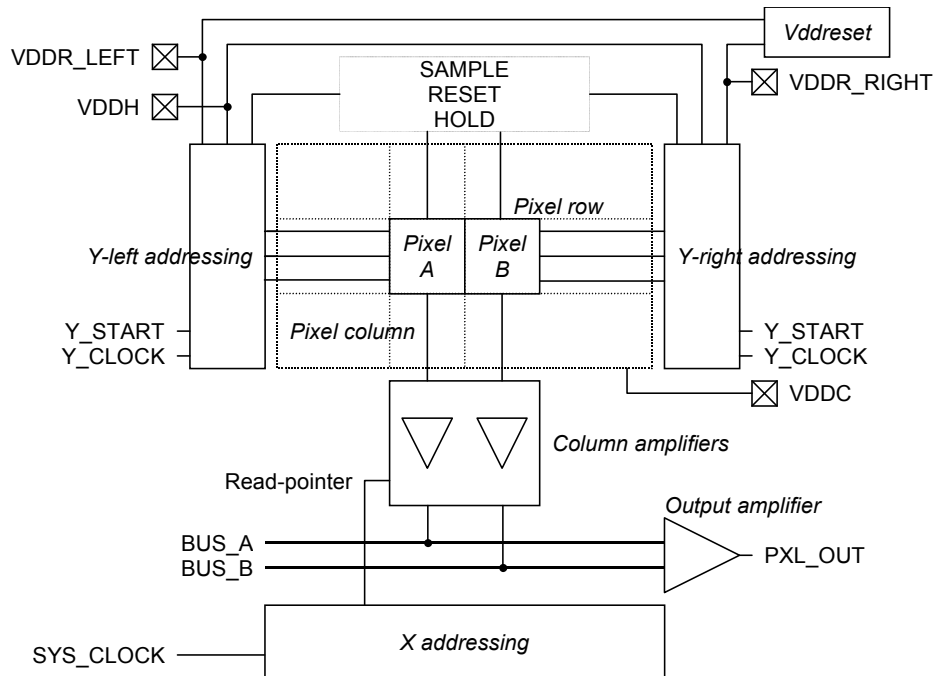 Vddreset
VDDR_LEFT
VDDR_RIGHT
VDDH
SAMPLE
RESET
HOLD
Pixel row
Y-left addressing
Pixel
A
Pixel
B
Y-right addressing
Pixel column
Y_START
Y_CLOCK
Y_START
Y_CLOCK
VDDC
Column amplifiers
Read-pointer
Output amplifier
BUS_A
BUS_B
PXL_OUT
X addressing
SYS_CLOCK